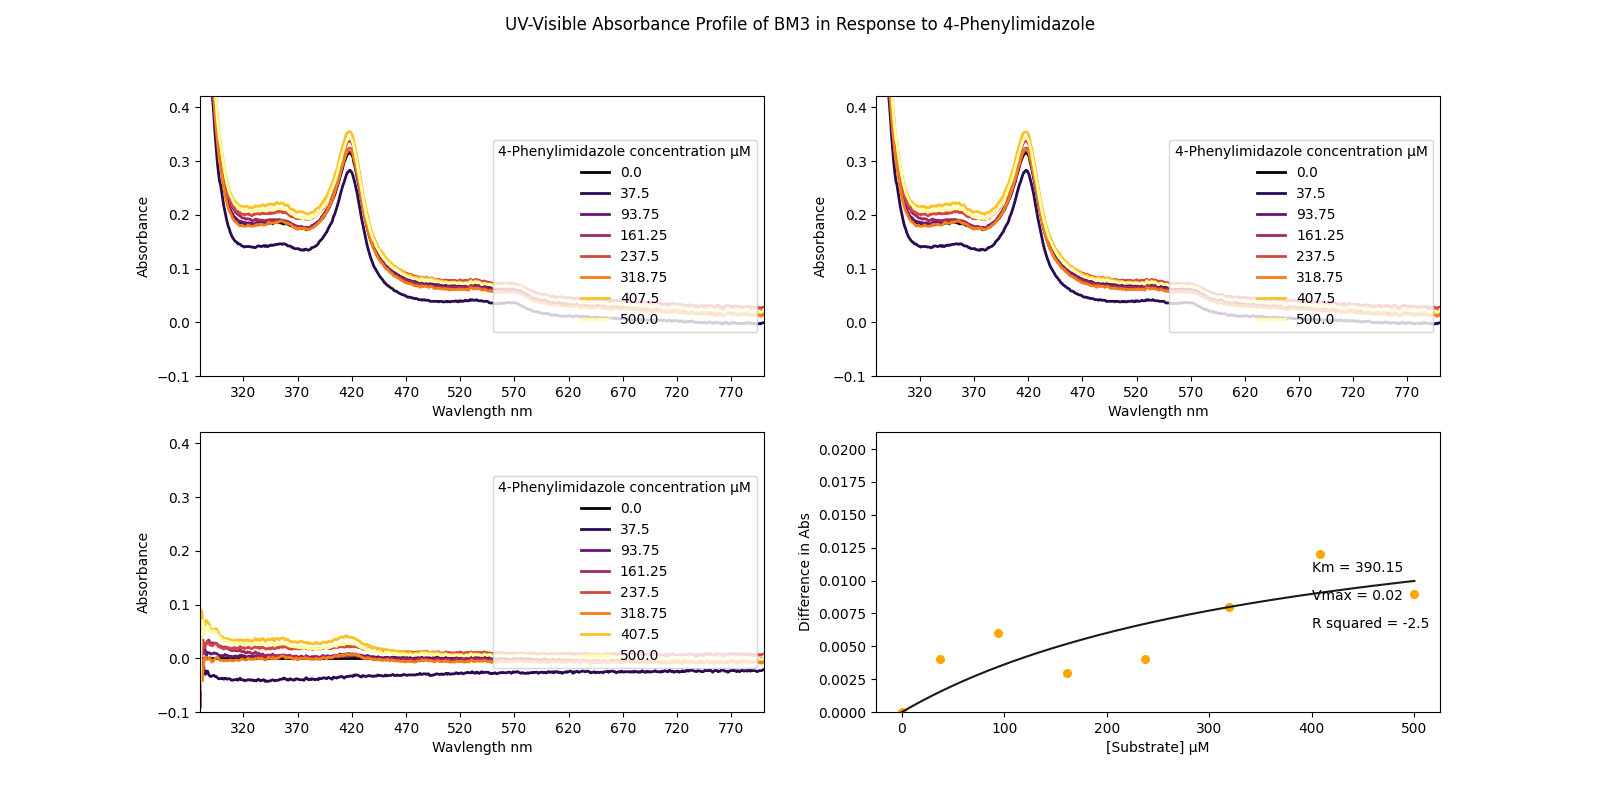 UV-Visible Absorbance Profile of BM3 in Response to 4-Phenylimidazole
0.4
0.3
0.2
0.1
0.0
−0.1
Absorbance
4-Phenylimidazole concentration μM
0.0
37.5
93.75
161.25
237.5
318.75
407.5
500.0
320 370 420 470 520 570 620 670 720 770
Wavlength nm
0.4
0.3
0.2
0.1
0.0
−0.1
Absorbance
4-Phenylimidazole concentration μM
0.0
37.5
93.75
161.25
237.5
318.75
407.5
500.0
320 370 420 470 520 570 620 670 720 770
Wavlength nm
0.4
0.3
0.2
0.1
0.0
−0.1
Absorbance
4-Phenylimidazole concentration μM
0.0
37.5
93.75
161.25
237.5
318.75
407.5
500.0
320 370 420 470 520 570 620 670 720 770
Wavlength nm
0.0200
0.0175
0.0150
0.0125
0.0100
0.0075
0.0050
0.0025
0.0000
Difference in Abs
Km = 390.15
Vmax = 0.02
R squared = -2.5
0 100 200 300 400 500
[Substrate] μM